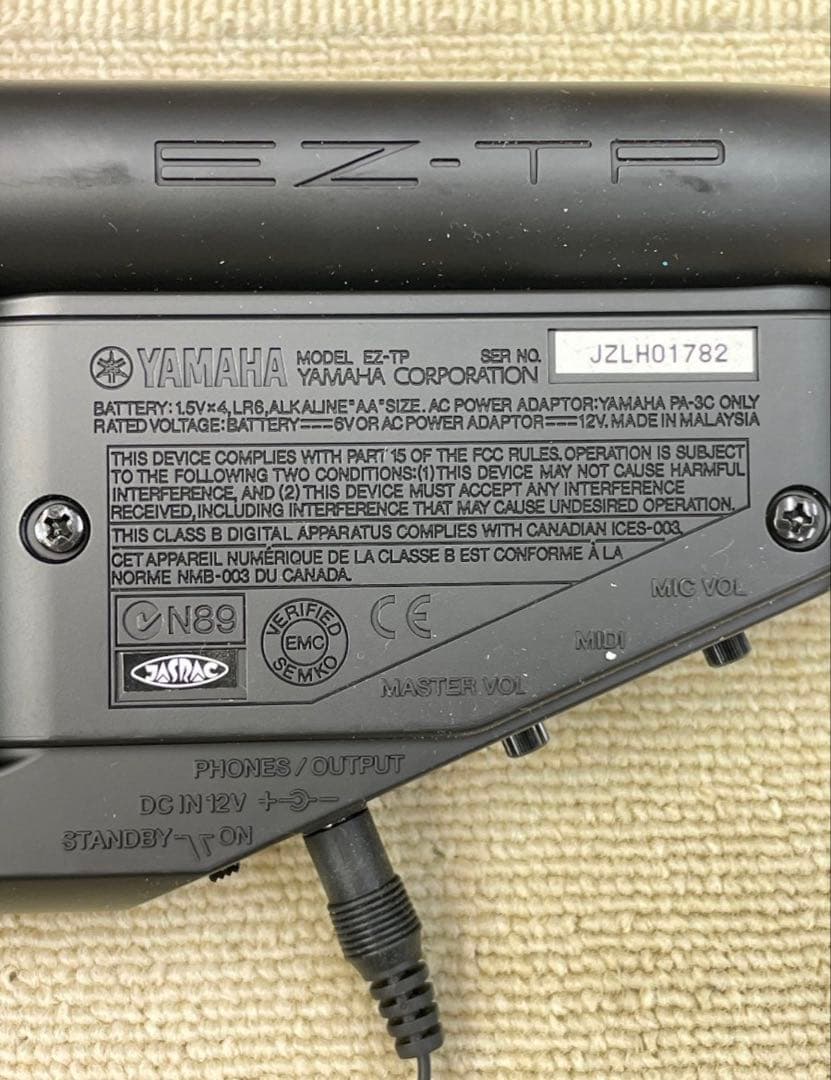 EZ-TP
YAMAHA MODEL EZ-TP SER NO. JZLH01782
YAMAHA CORPORATION
BATTERY: 1.5V×4, LR6, ALKALINE "AA" SIZE. AC POWER ADAPTOR: YAMAHA PA-3C ONLY
RATED VOLTAGE: BATTERY⎓6V OR AC POWER ADAPTOR⎓12V. MADE IN MALAYSIA
THIS DEVICE COMPLIES WITH PART 15 OF THE FCC RULES. OPERATION IS SUBJECT
TO THE FOLLOWING TWO CONDITIONS: (1) THIS DEVICE MAY NOT CAUSE HARMFUL
INTERFERENCE, AND (2) THIS DEVICE MUST ACCEPT ANY INTERFERENCE
RECEIVED, INCLUDING INTERFERENCE THAT MAY CAUSE UNDESIRED OPERATION.
THIS CLASS B DIGITAL APPARATUS COMPLIES WITH CANADIAN ICES-003.
CET APPAREIL NUMÉRIQUE DE LA CLASSE B EST CONFORME À LA
NORME NMB-003 DU CANADA.
N89
VERIFIED
EMC
SEMKO
CE
JASRAC
MIC VOL
MIDI
MASTER VOL
PHONES / OUTPUT
DC IN 12V + −
STANDBY ON